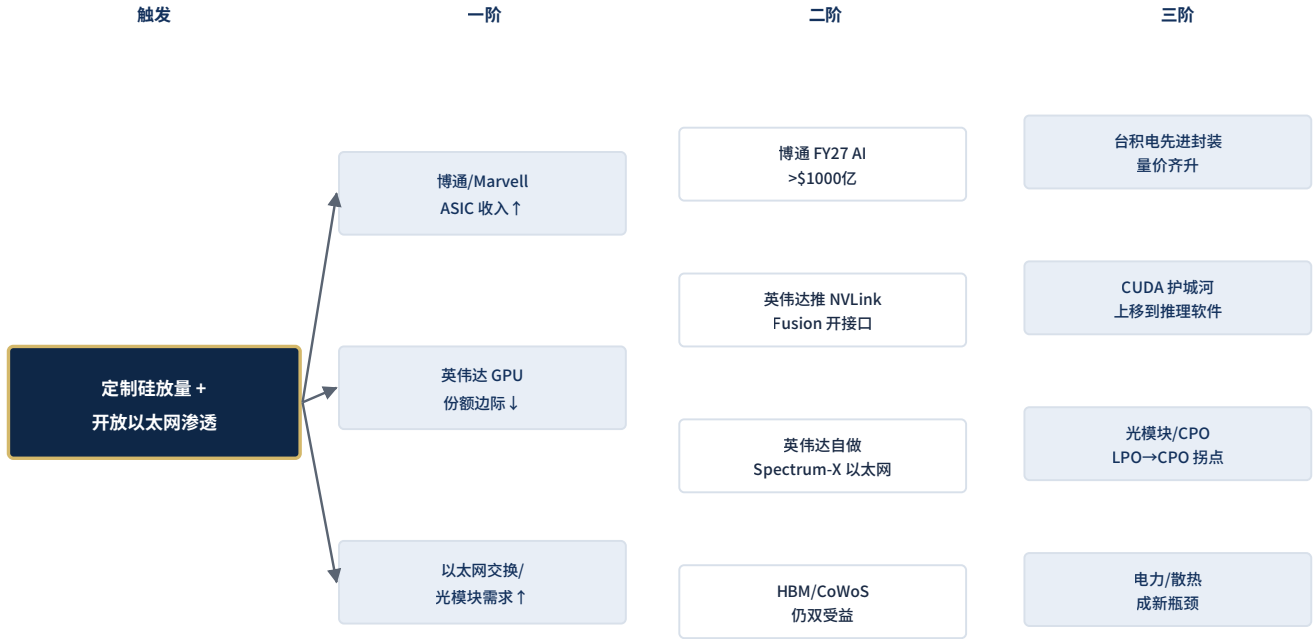 触发
一阶
二阶
三阶
定制硅放量 +
开放以太网渗透
博通/Marvell
ASIC 收入↑
英伟达 GPU
份额边际↓
以太网交换/
光模块需求↑
博通 FY27 AI
>$1000亿
英伟达推 NVLink
Fusion 开接口
英伟达自做
Spectrum-X 以太网
HBM/CoWoS
仍双受益
台积电先进封装
量价齐升
CUDA 护城河
上移到推理软件
光模块/CPO
LPO→CPO 拐点
电力/散热
成新瓶颈